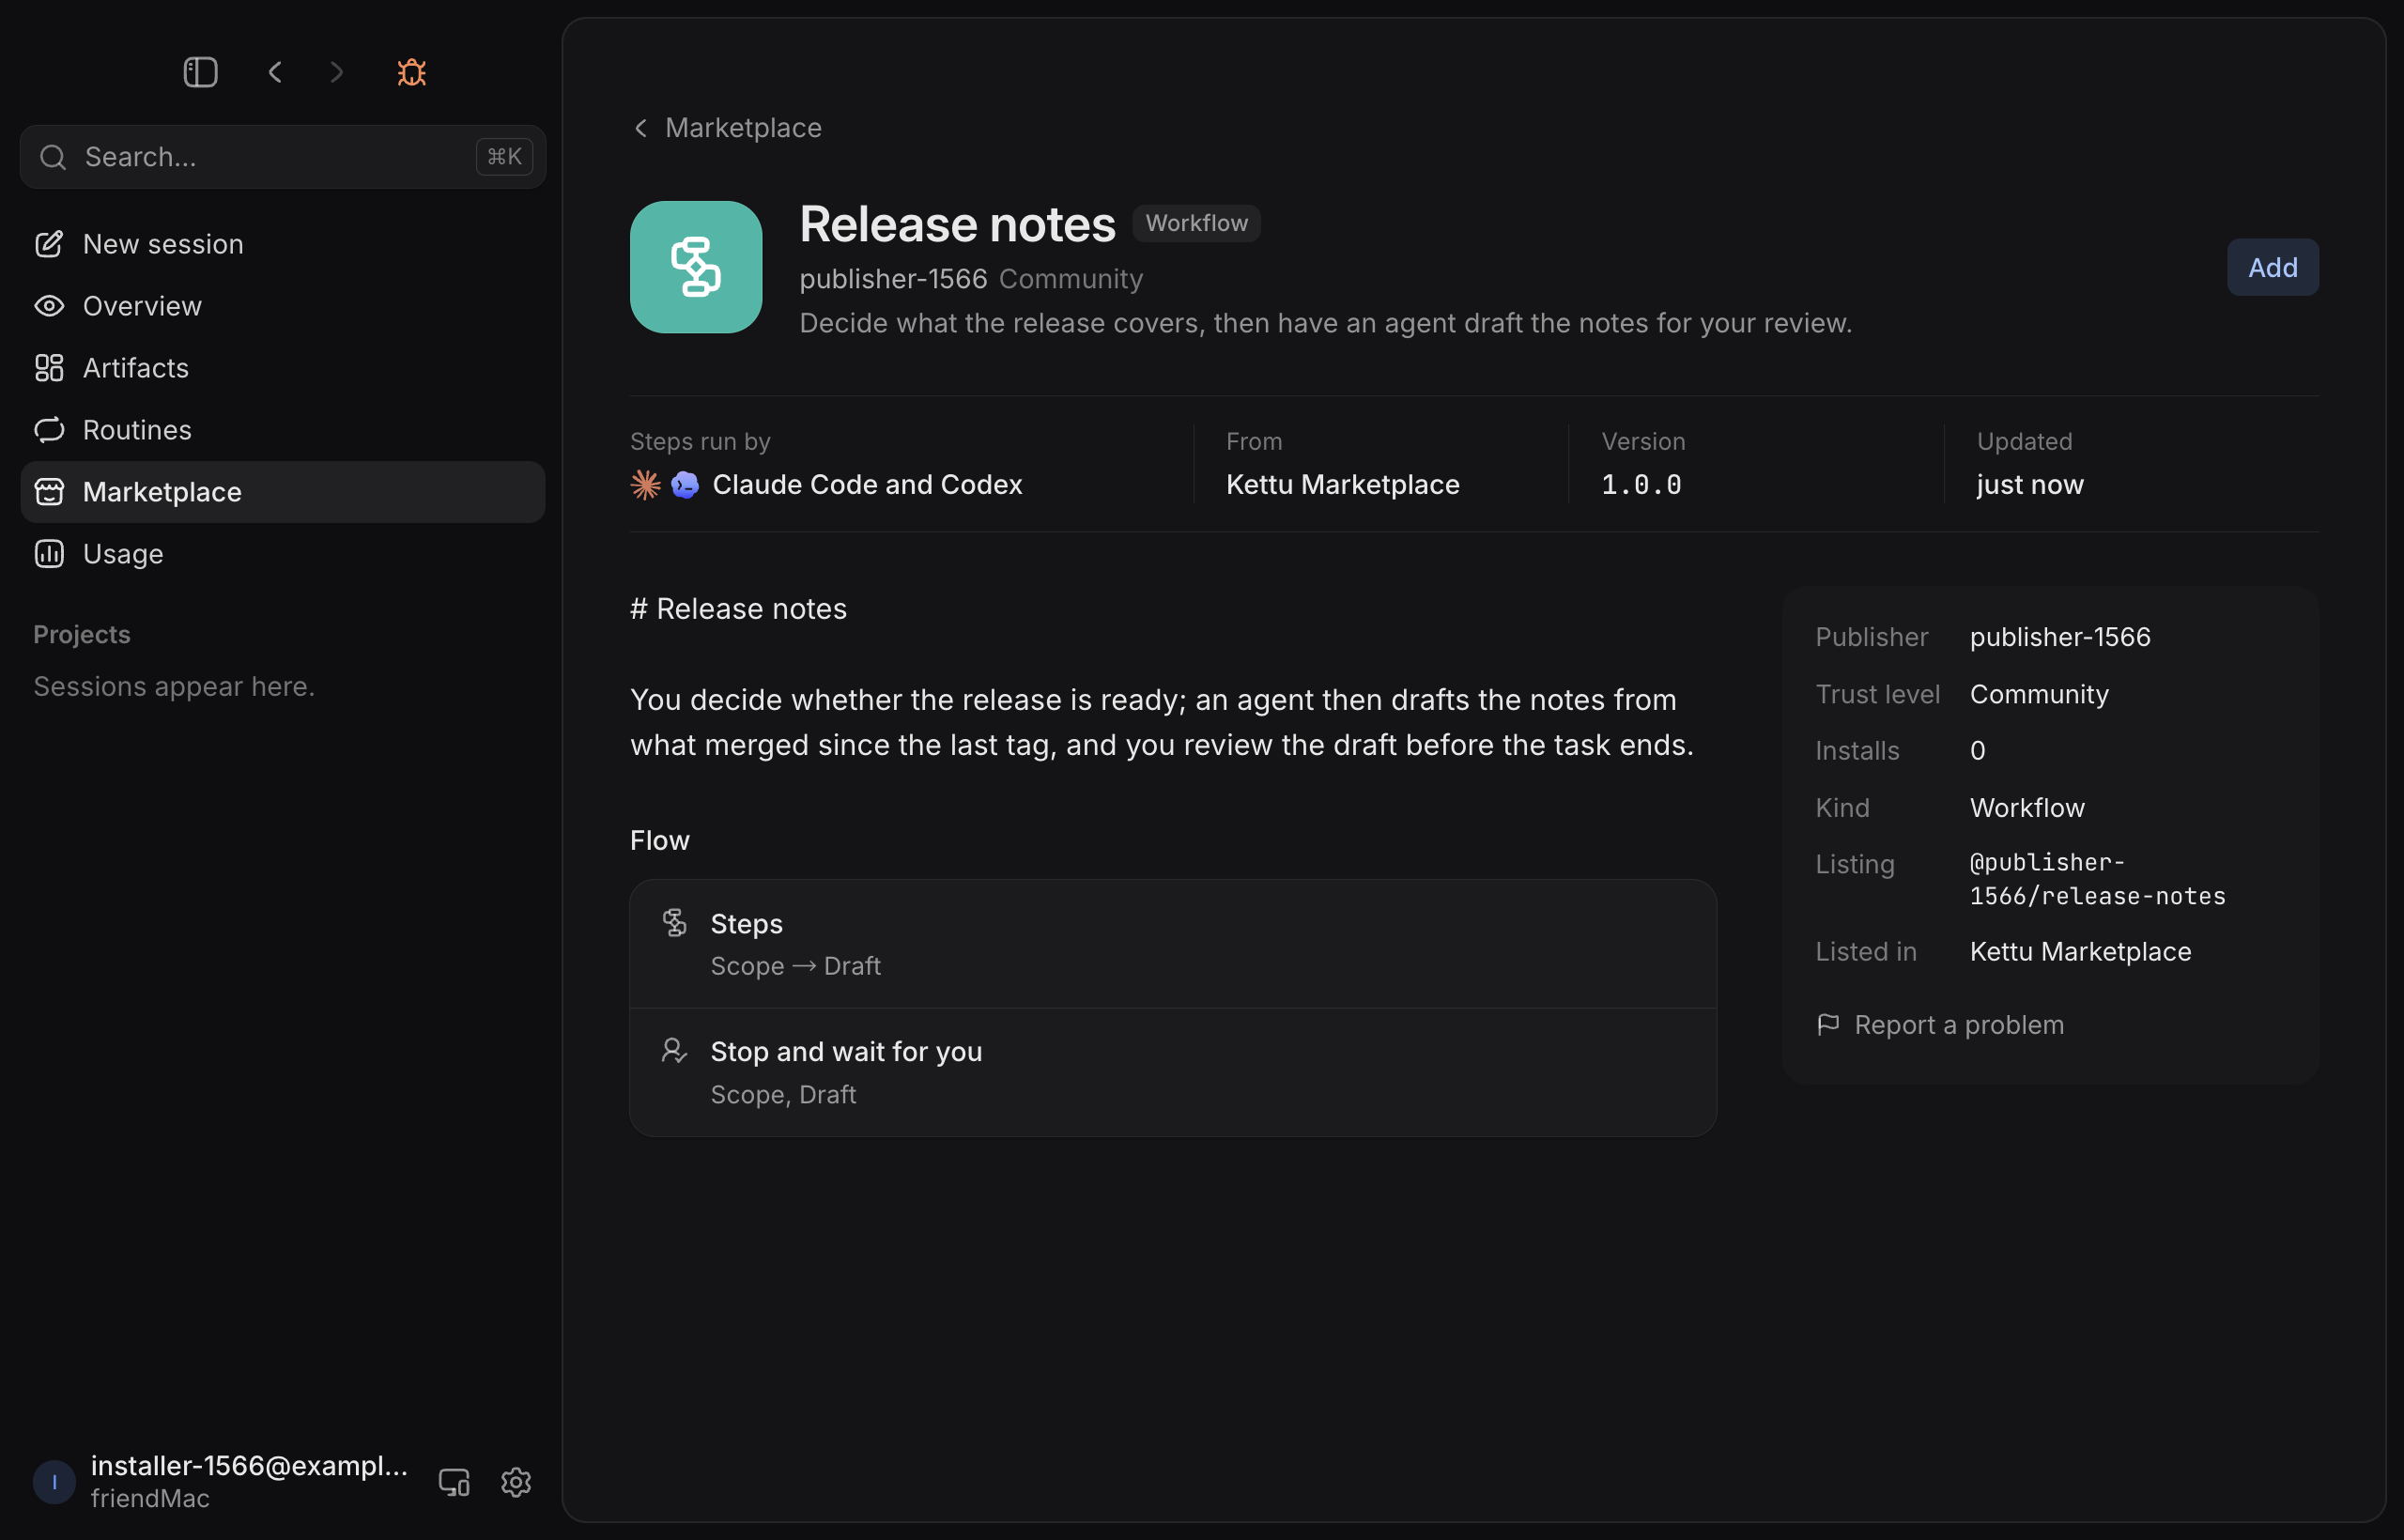 Search...
⌘K
New session
Overview
Artifacts
Routines
Marketplace
Usage
Projects
Sessions appear here.
I
installer-1566@exampl...
friendMac
Marketplace
Release notes
Workflow
publisher-1566 Community
Decide what the release covers, then have an agent draft the notes for your review.
Add
Steps run by
Claude Code and Codex
From
Kettu Marketplace
Version
1.0.0
Updated
just now
# Release notes
You decide whether the release is ready; an agent then drafts the notes from
what merged since the last tag, and you review the draft before the task ends.
Flow
Steps
Scope → Draft
Stop and wait for you
Scope, Draft
Publisher publisher-1566
Trust level Community
Installs 0
Kind Workflow
Listing @publisher-
1566/release-notes
Listed in Kettu Marketplace
Report a problem